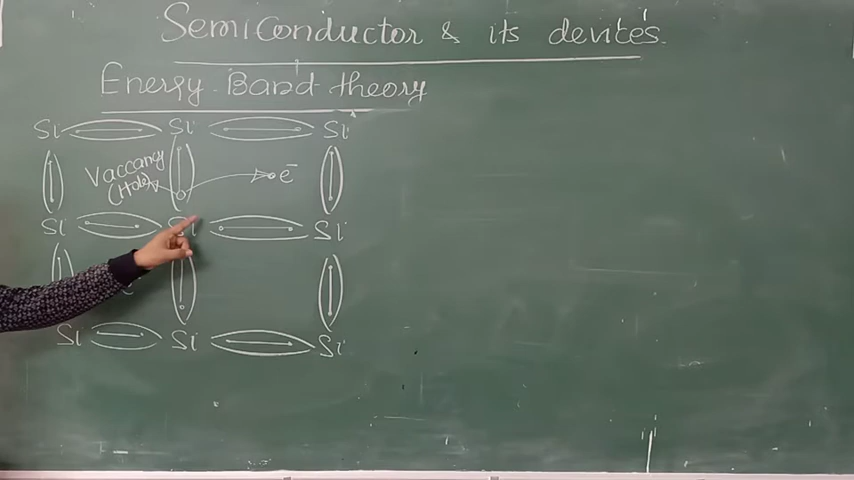 Semiconductor & its devices
Energy Band theory
Si Si Si
Vaccancy
(Hole) e⁻
Si Si Si
Si Si Si